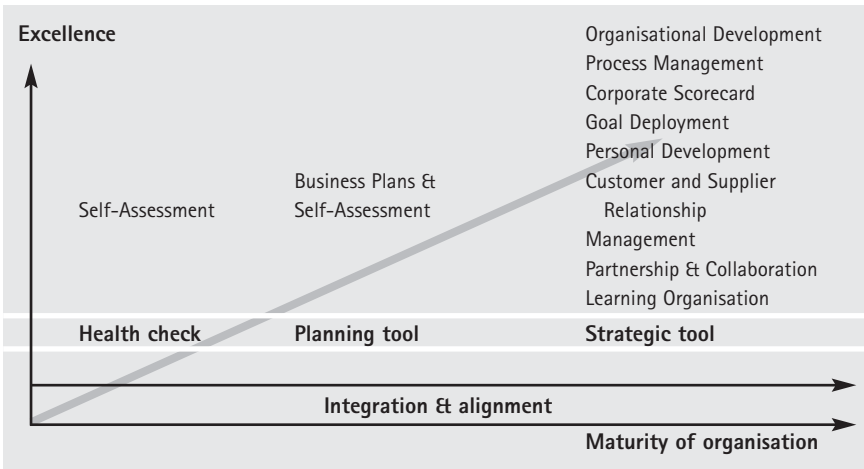 Excellence
Self-Assessment
Business Plans &
Self-Assessment
Organisational Development
Process Management
Corporate Scorecard
Goal Deployment
Personal Development
Customer and Supplier
Relationship
Management
Partnership & Collaboration
Learning Organisation
Health check
Planning tool
Strategic tool
Integration & alignment
Maturity of organisation